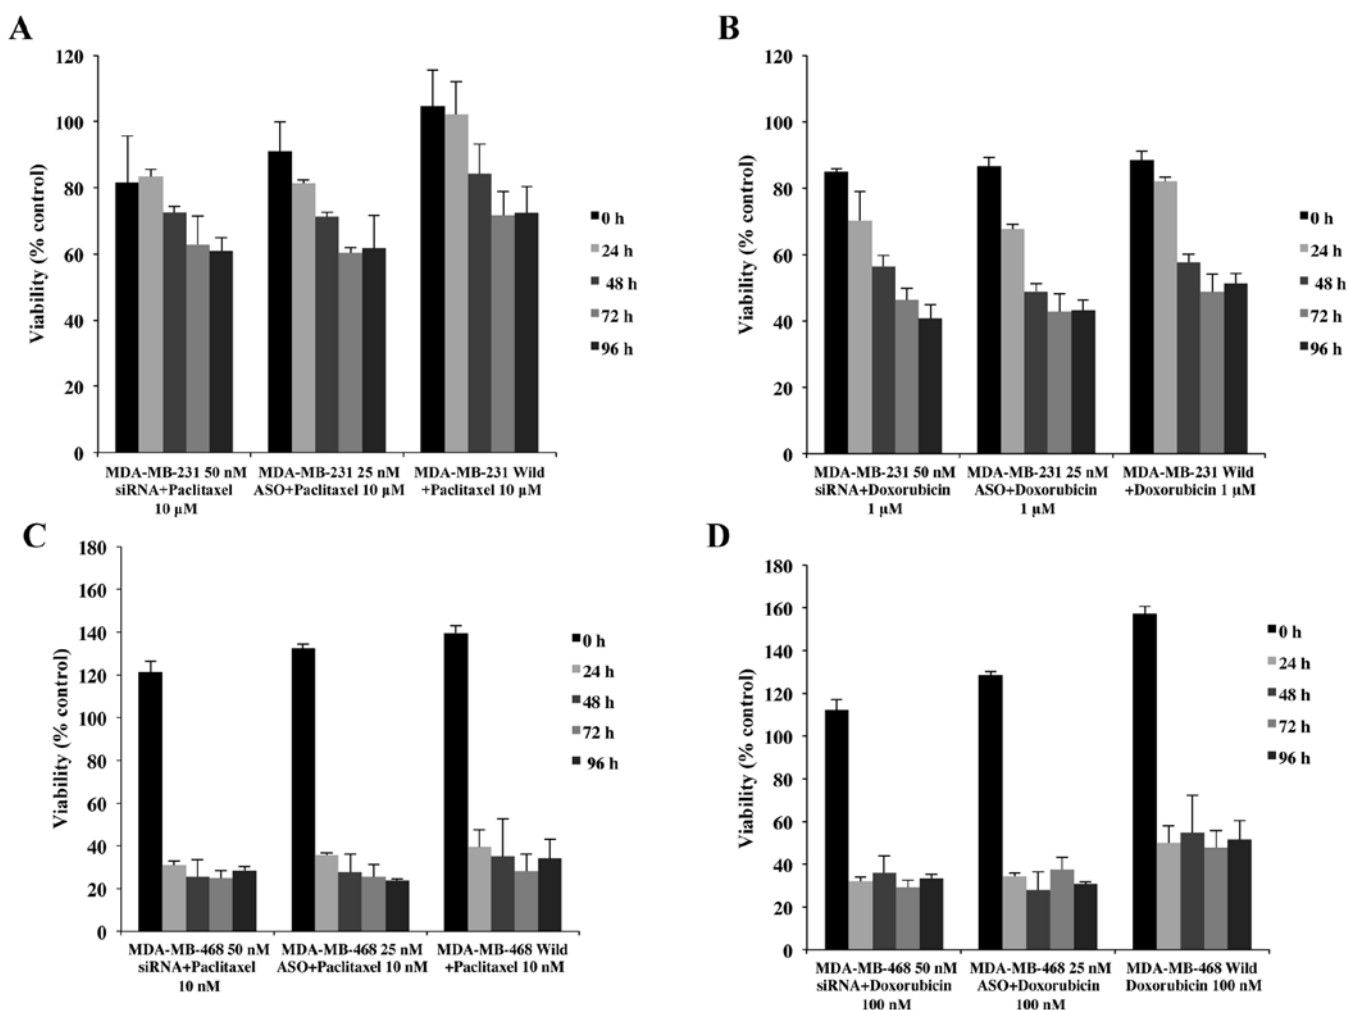 A
Viability (% control)
120
100
80
60
40
20
0
MDA-MB-231 50 nM
siRNA+Paclitaxel
10 µM
MDA-MB-231 25 nM
ASO+Paclitaxel 10 µM
MDA-MB-231 Wild
+Paclitaxel 10 µM
0 h
24 h
48 h
72 h
96 h
B
Viability (% control)
120
100
80
60
40
20
0
MDA-MB-231 50 nM
siRNA+Doxorubicin
1 µM
MDA-MB-231 25 nM
ASO+Doxorubicin
1 µM
MDA-MB-231 Wild
+Doxorubicin 1 µM
0 h
24 h
48 h
72 h
96 h
C
Viability (% control)
180
160
140
120
100
80
60
40
20
0
MDA-MB-468 50 nM
siRNA+Paclitaxel
10 nM
MDA-MB-468 25 nM
ASO+Paclitaxel 10 nM
MDA-MB-468 Wild
+Paclitaxel 10 nM
0 h
24 h
48 h
72 h
96 h
D
Viability (% control)
180
160
140
120
100
80
60
40
20
0
MDA-MB-468 50 nM
siRNA+Doxorubicin
100 nM
MDA-MB-468 25 nM
ASO+Doxorubicin
100 nM
MDA-MB-468 Wild
Doxorubicin 100 nM
0 h
24 h
48 h
72 h
96 h